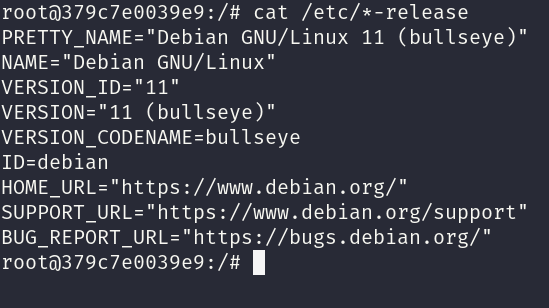 root@379c7e0039e9:/# cat /etc/*-release
PRETTY_NAME="Debian GNU/Linux 11 (bullseye)"
NAME="Debian GNU/Linux"
VERSION_ID="11"
VERSION="11 (bullseye)"
VERSION_CODENAME=bullseye
ID=debian
HOME_URL="https://www.debian.org/"
SUPPORT_URL="https://www.debian.org/support"
BUG_REPORT_URL="https://bugs.debian.org/"
root@379c7e0039e9:/#